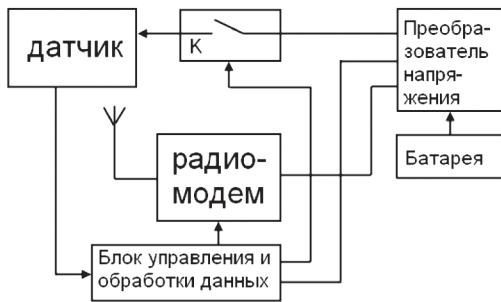 датчик
К
Преобра-
зователь
напря-
жения
Батарея
радио-
модем
Блок управления и
обработки данных